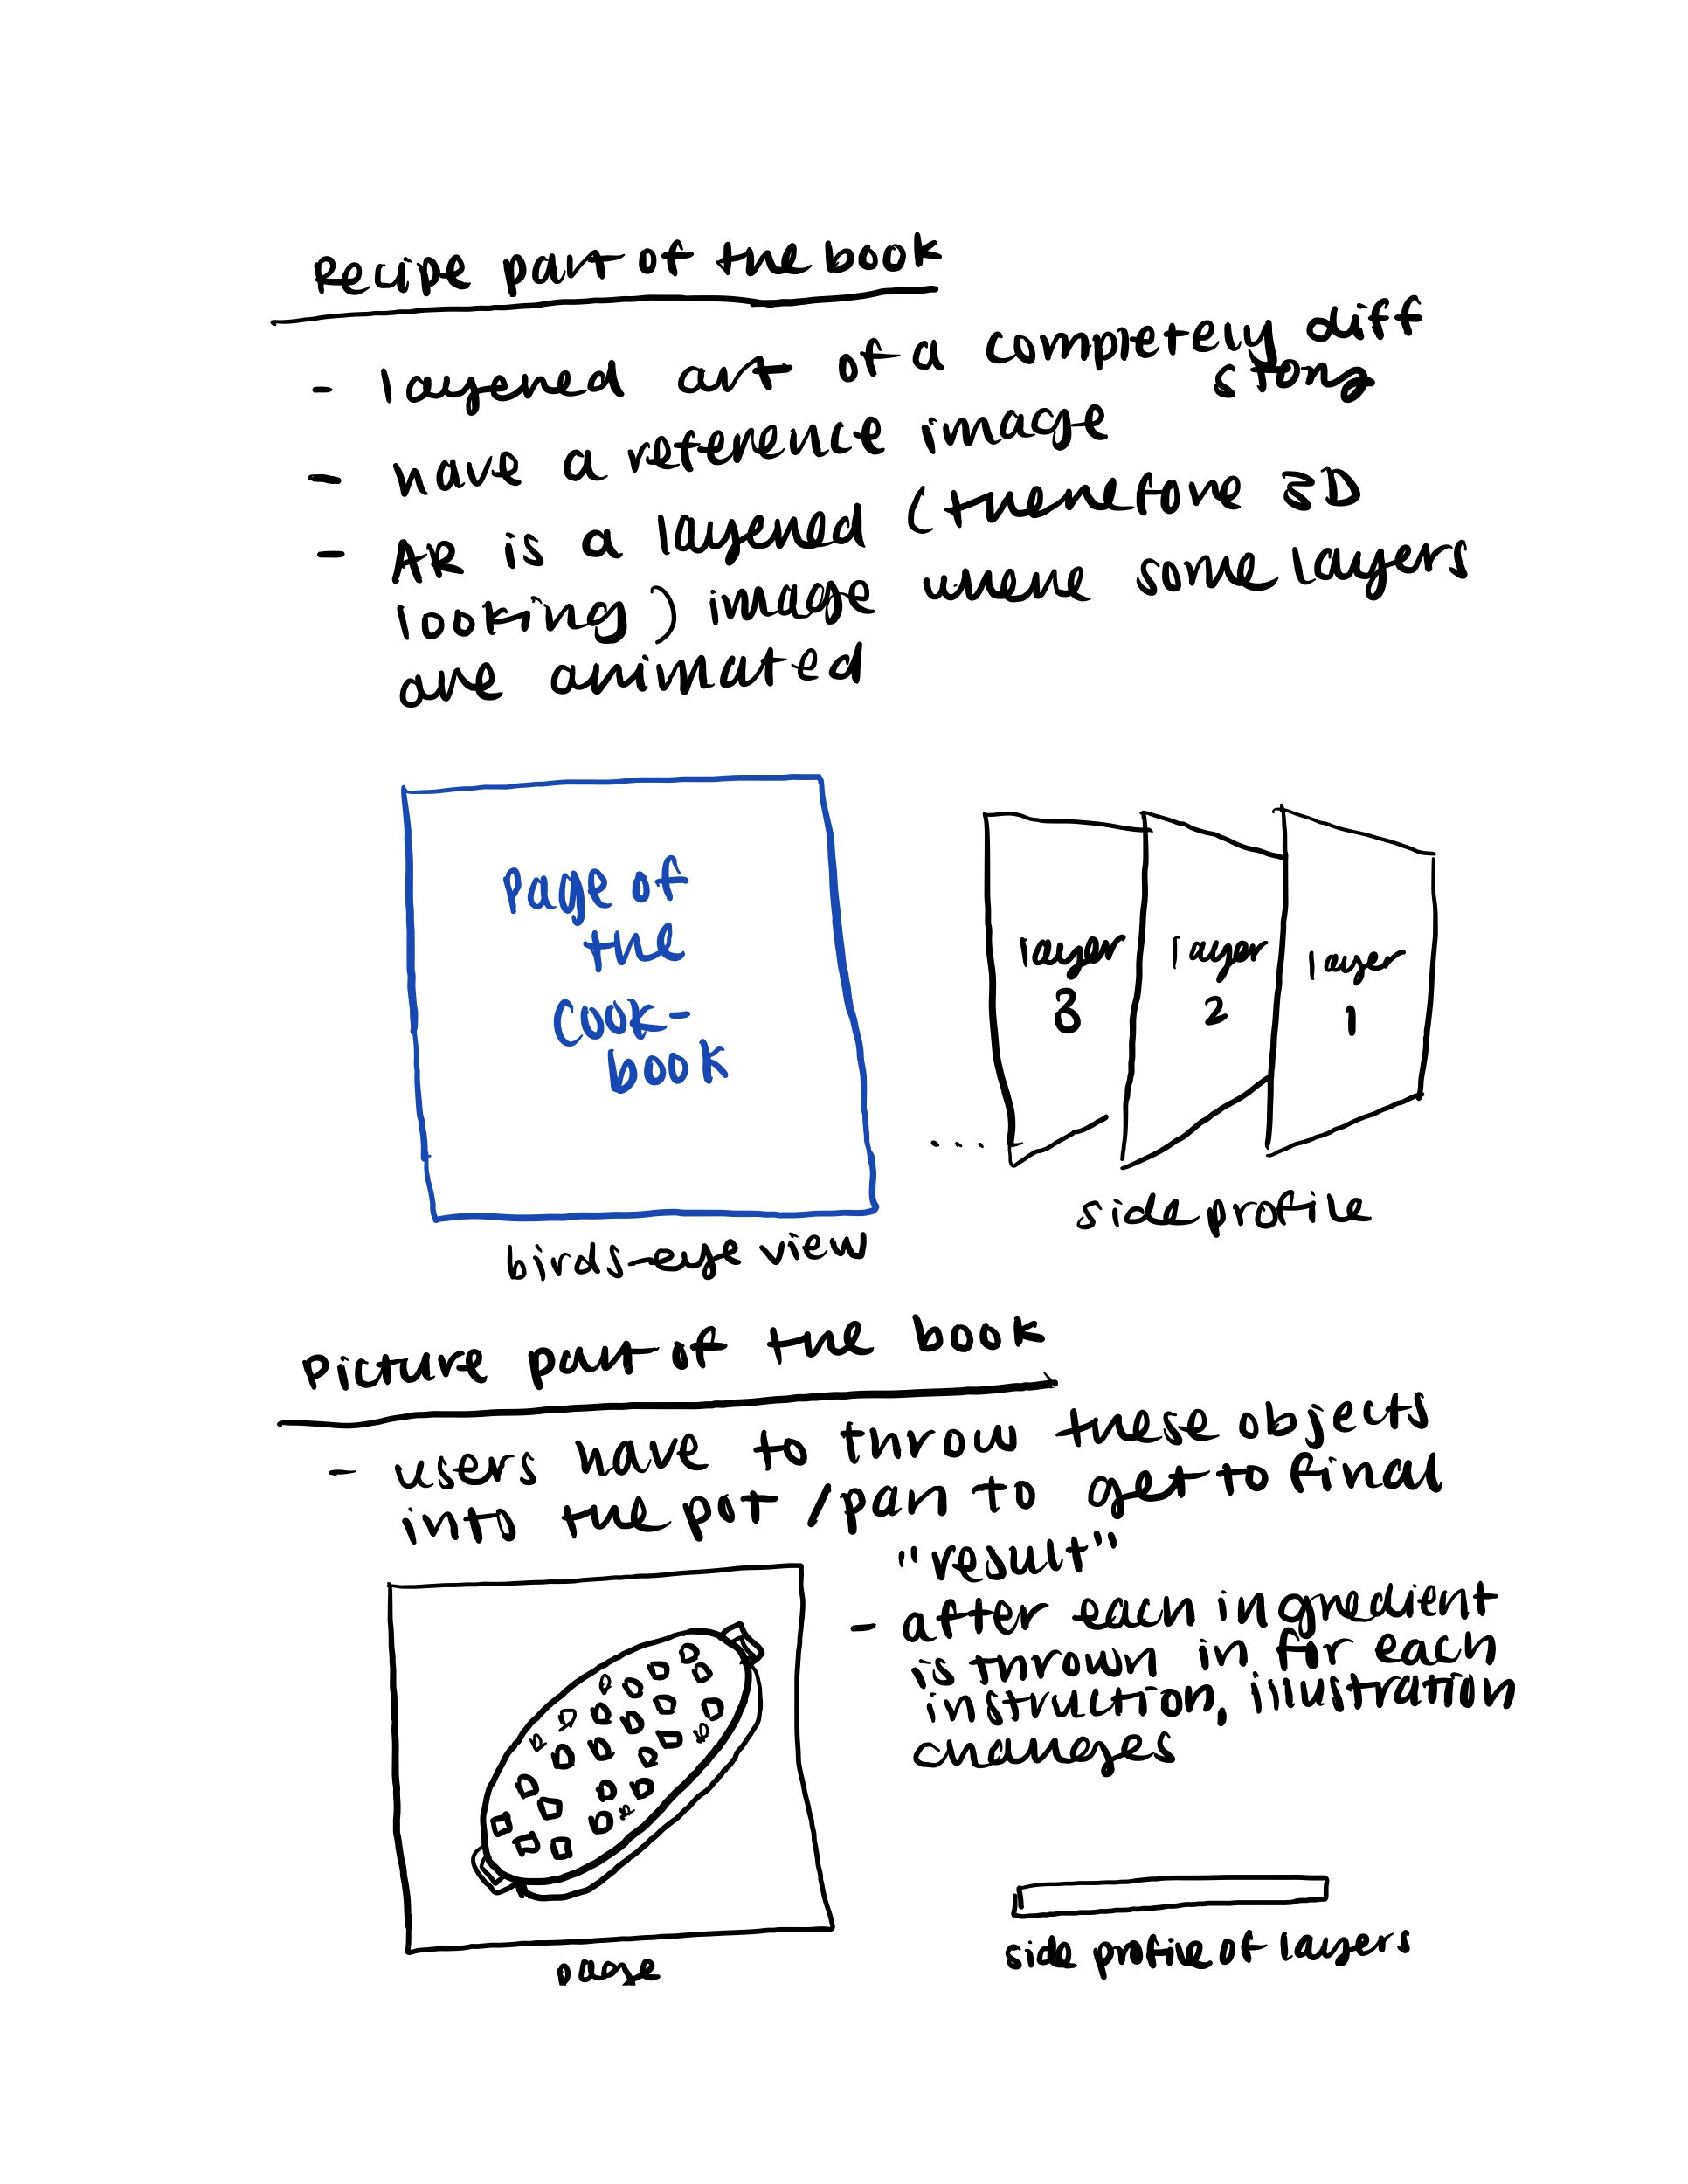 Recipe part of the book
- layered art of a completely diff
story
- have a reference image
- AR is a layered (therefore 3D
looking) image where some layers
are animated
Page of
the
cook-
book
birds-eye view
layer
3
layer
2
layer
1
....
side profile
Picture part of the book
- users have to throw these objects
into the pot/pan to get to final
"result"
- after each ingredient
is thrown in for each
instruction, illustration
changes
page
side profile of layers